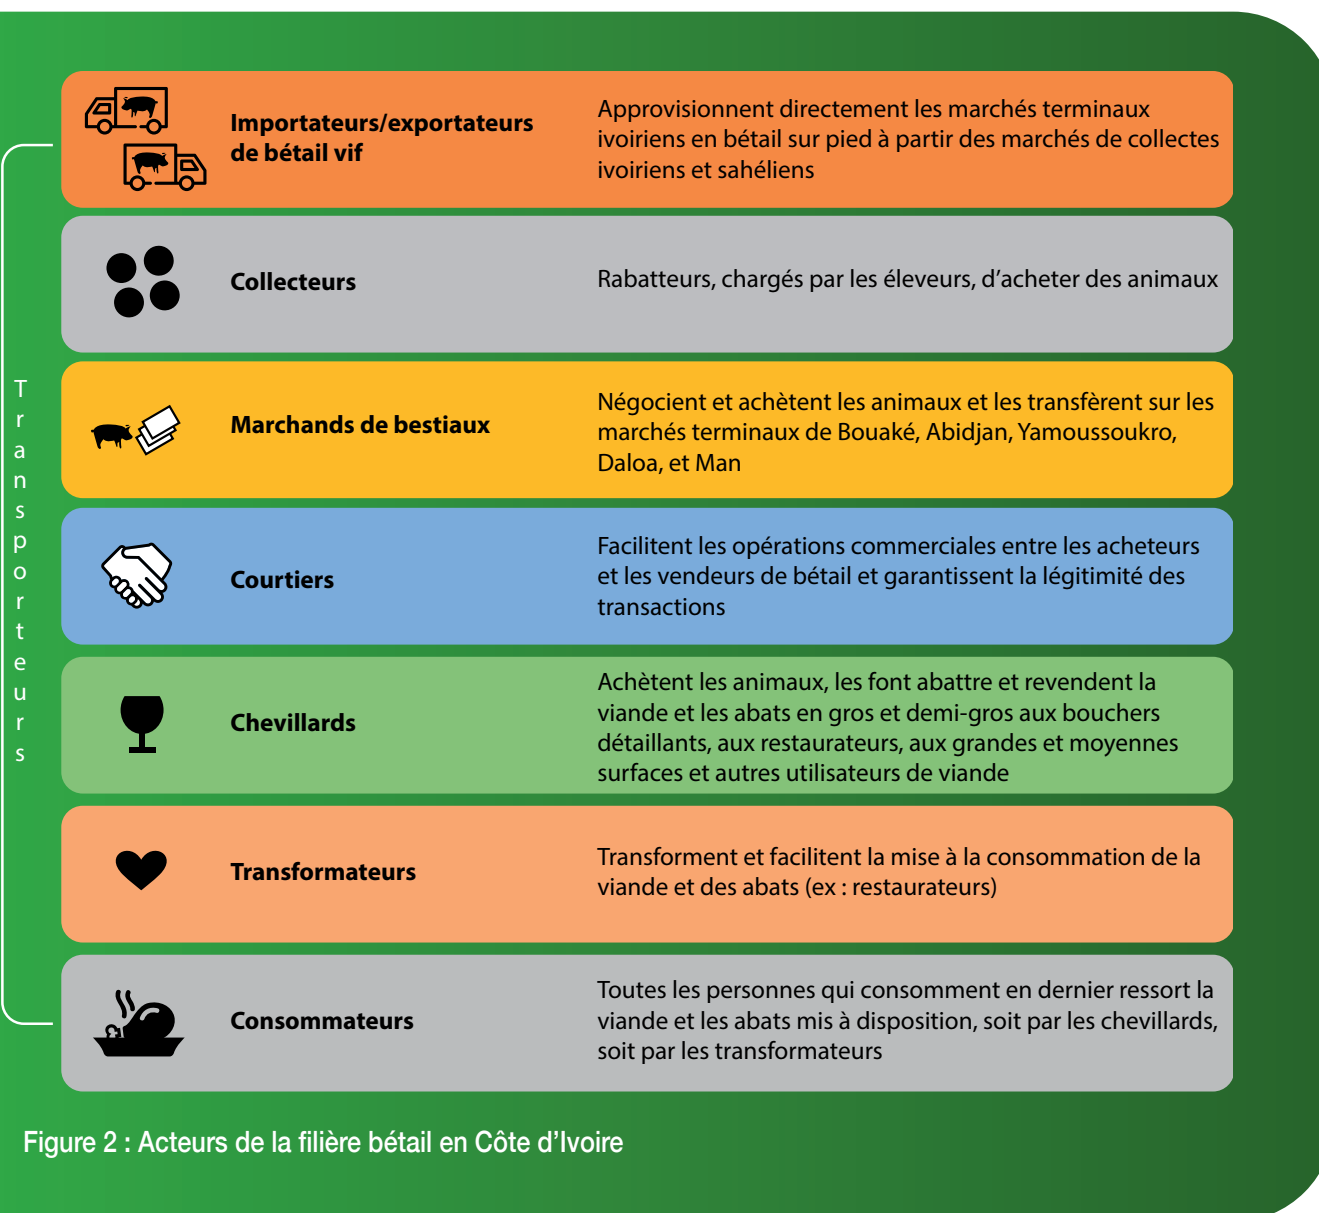 Transporteurs
Importateurs/exportateurs
de bétail vif
Approvisionnent directement les marchés terminaux
ivoiriens en bétail sur pied à partir des marchés de collectes
ivoiriens et sahéliens
Collecteurs
Rabatteurs, chargés par les éleveurs, d’acheter des animaux
Marchands de bestiaux
Négocient et achètent les animaux et les transfèrent sur les
marchés terminaux de Bouaké, Abidjan, Yamoussoukro,
Daloa, et Man
Courtiers
Facilitent les opérations commerciales entre les acheteurs
et les vendeurs de bétail et garantissent la légitimité des
transactions
Chevillards
Achètent les animaux, les font abattre et revendent la
viande et les abats en gros et demi-gros aux bouchers
détaillants, aux restaurateurs, aux grandes et moyennes
surfaces et autres utilisateurs de viande
Transformateurs
Transforment et facilitent la mise à la consommation de la
viande et des abats (ex : restaurateurs)
Consommateurs
Toutes les personnes qui consomment en dernier ressort la
viande et les abats mis à disposition, soit par les chevillards,
soit par les transformateurs
Figure 2 : Acteurs de la filière bétail en Côte d’Ivoire